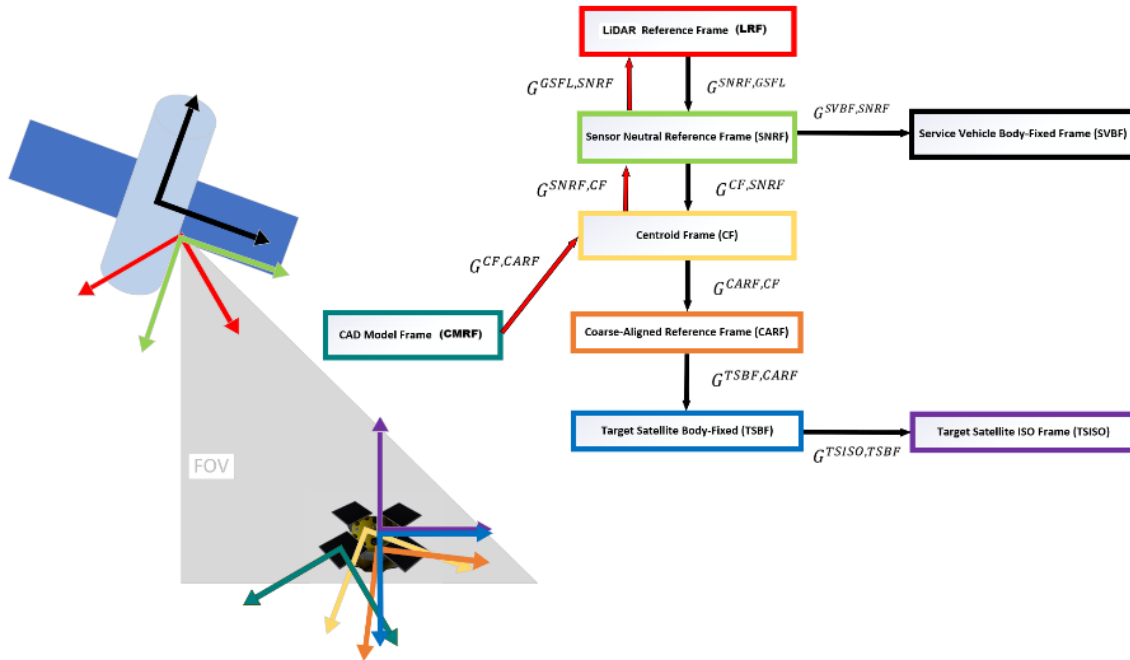 LiDAR Reference Frame (LRF)
G^{GSFL,SNRF}
G^{SNRF,GSFL}
G^{SVBF,SNRF}
Sensor Neutral Reference Frame (SNRF)
Service Vehicle Body-Fixed Frame (SVBF)
G^{SNRF,CF}
G^{CF,SNRF}
Centroid Frame (CF)
G^{CF,CARF}
G^{CARF,CF}
CAD Model Frame (CMRF)
Coarse-Aligned Reference Frame (CARF)
G^{TSBF,CARF}
Target Satellite Body-Fixed (TSBF)
Target Satellite ISO Frame (TSISO)
G^{TSISO,TSBF}
FOV